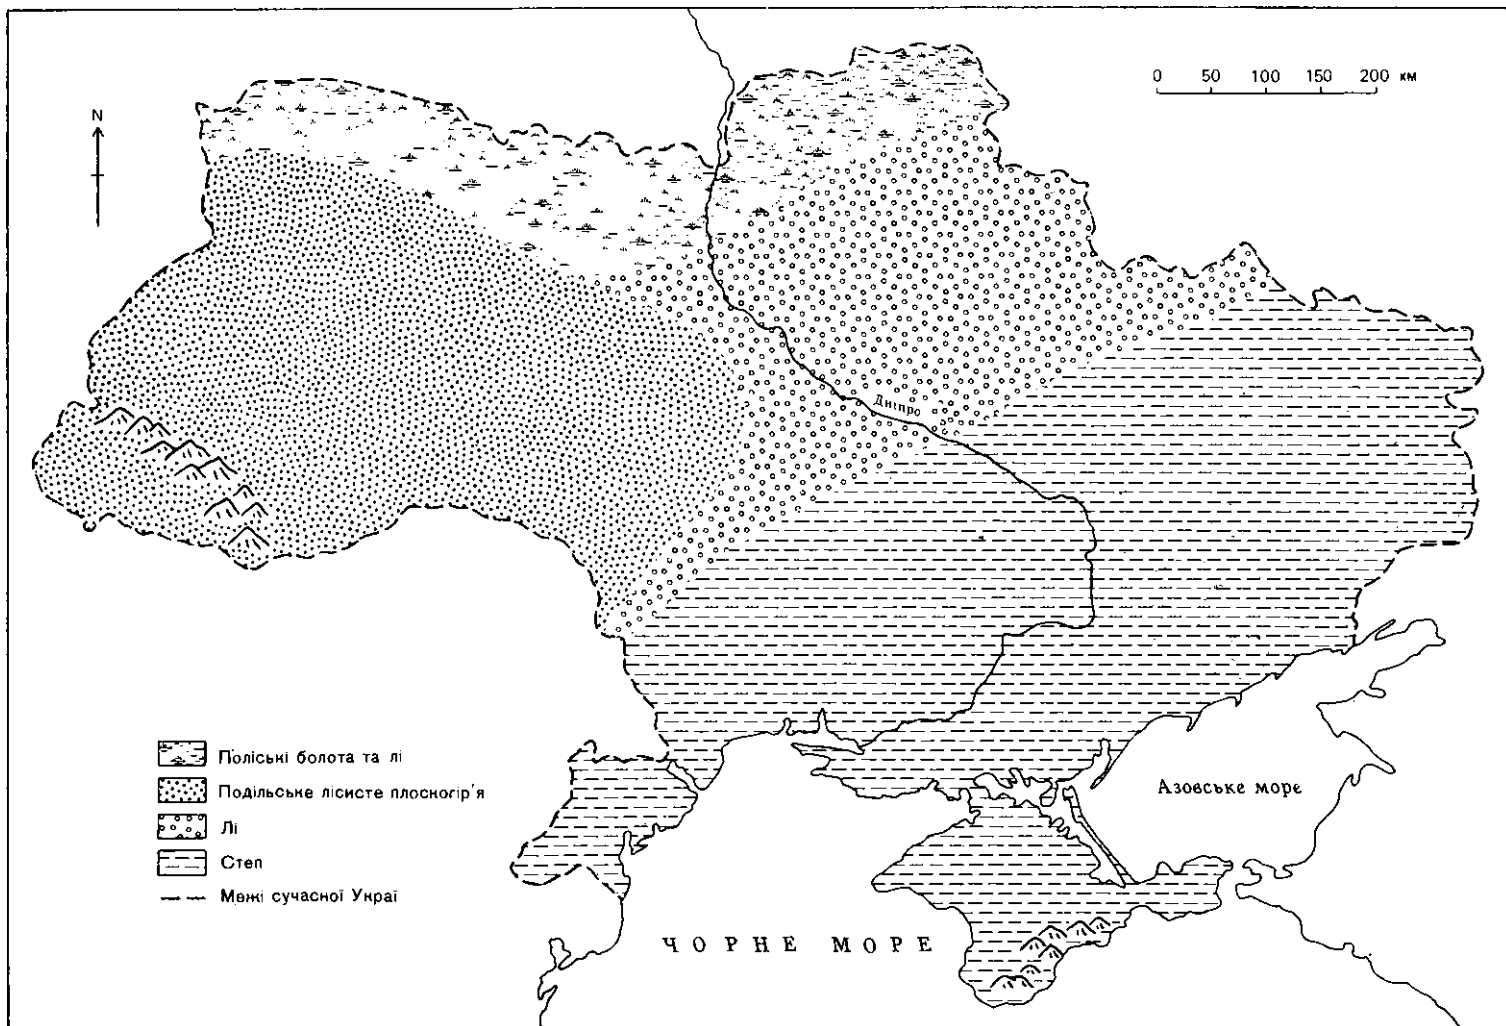 N
0 50 100 150 200 км
Дніпро
Азовське море
ЧОРНЕ МОРЕ
Поліські болота та лі
Подільське лісисте плоскогір'я
Лі
Степ
Межі сучасної Украї